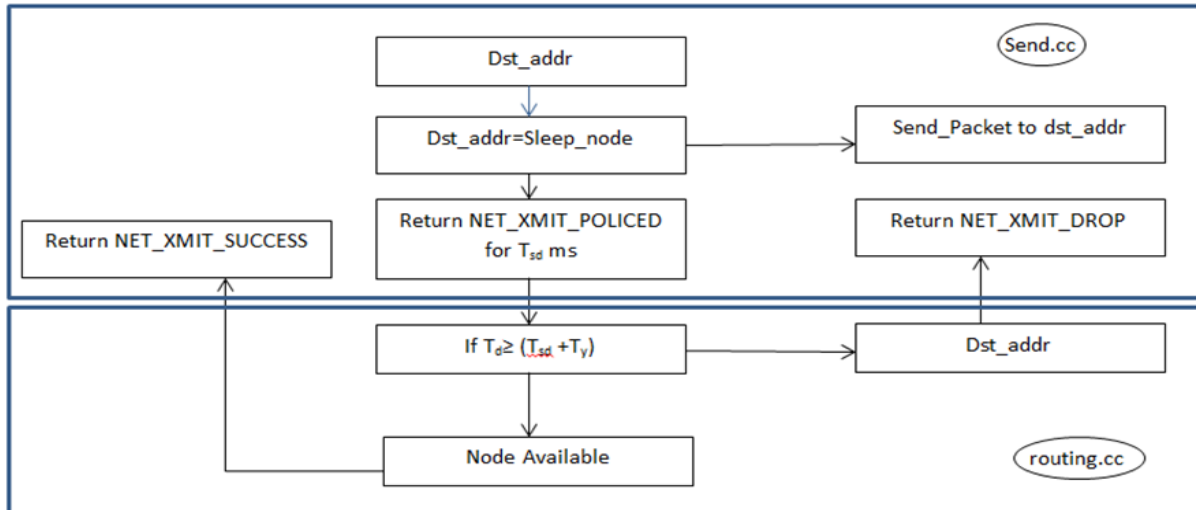 Send.cc
Dst_addr
Dst_addr=Sleep_node
Send_Packet to dst_addr
Return NET_XMIT_SUCCESS
Return NET_XMIT_POLICED
for Tsd ms
Return NET_XMIT_DROP
If Td≥ (Tsd +Ty)
Dst_addr
Node Available
routing.cc